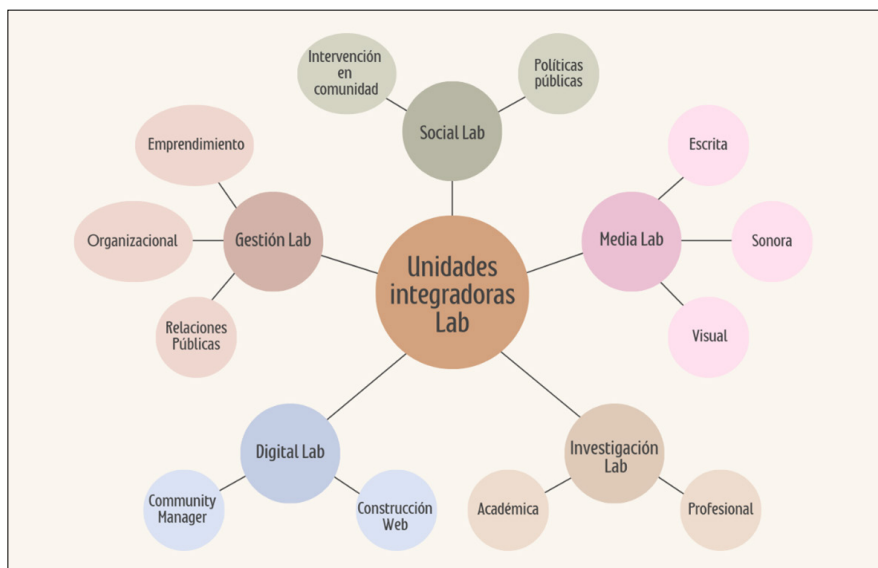 Intervención
en
comunidad
Políticas
públicas
Social Lab
Emprendimiento
Organizacional
Relaciones
Públicas
Gestión Lab
Unidades
integradoras
Lab
Media Lab
Escrita
Sonora
Visual
Digital Lab
Community
Manager
Construcción
Web
Investigación
Lab
Académica
Profesional